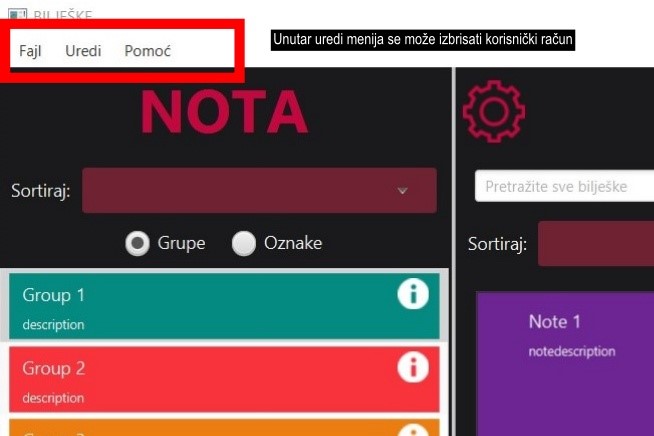 BILJEŠKE
Fajl Uredi Pomoć
Unutar uredi menija se može izbrisati korisnički račun
NOTA
Sortiraj:
Pretražite sve bilješke
Grupe Oznake
Sortiraj:
Group 1
description
Note 1
notedescription
Group 2
description